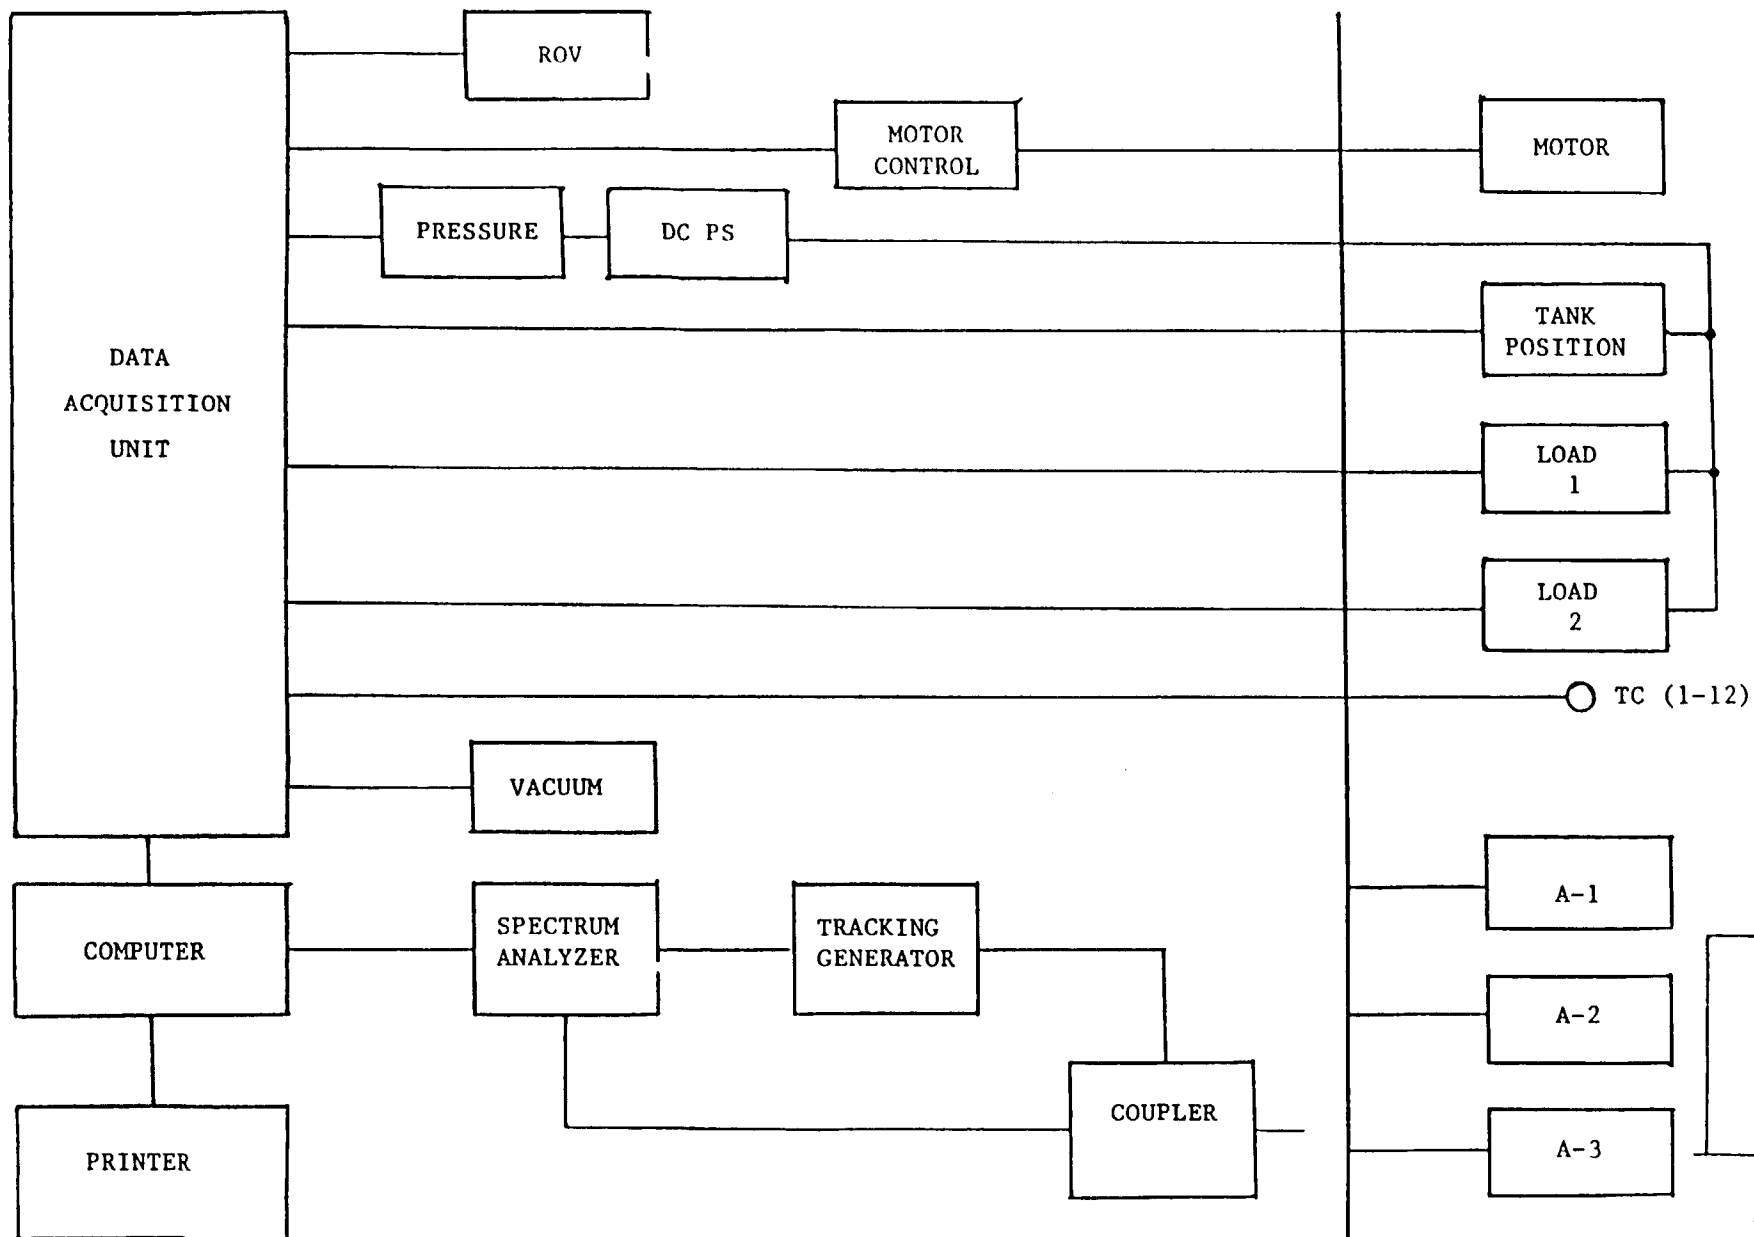 ROV
MOTOR
CONTROL
MOTOR
PRESSURE
DC PS
TANK
POSITION
DATA
ACQUISITION
UNIT
LOAD
1
LOAD
2
TC (1-12)
VACUUM
A-1
COMPUTER
SPECTRUM
ANALYZER
TRACKING
GENERATOR
A-2
COUPLER
A-3
PRINTER